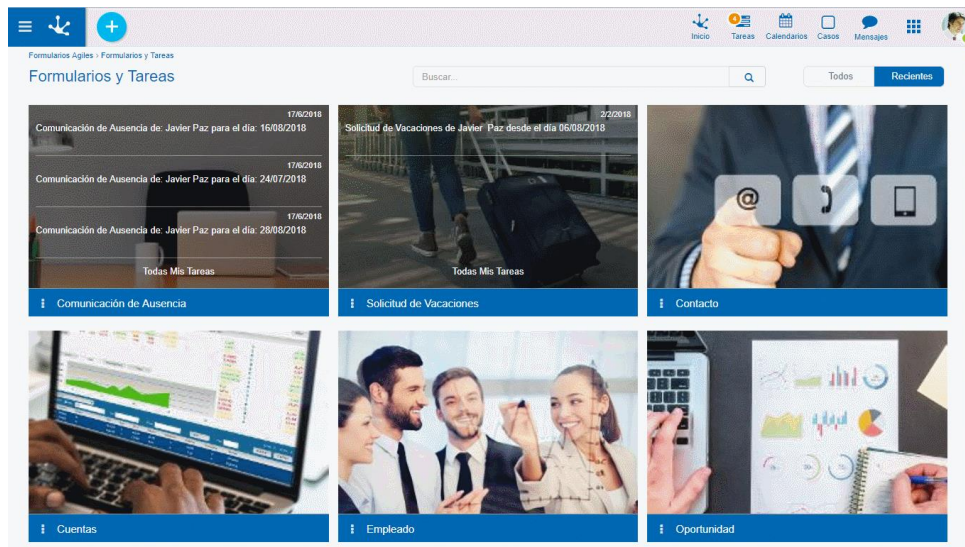 4
Inicio
Tareas
Calendarios
Casos
Mensajes
Formularios Agiles › Formularios y Tareas
Formularios y Tareas
Buscar...
Todos
Recientes
17/6/2018
Comunicación de Ausencia de: Javier Paz para el día: 16/08/2018
17/6/2018
Comunicación de Ausencia de: Javier Paz para el día: 24/07/2018
17/6/2018
Comunicación de Ausencia de: Javier Paz para el día: 28/08/2018
Todas Mis Tareas
Comunicación de Ausencia
2/2/2018
Solicitud de Vacaciones de Javier Paz desde el día 06/08/2018
Todas Mis Tareas
Solicitud de Vacaciones
@
Contacto
Cuentas
Empleado
Oportunidad